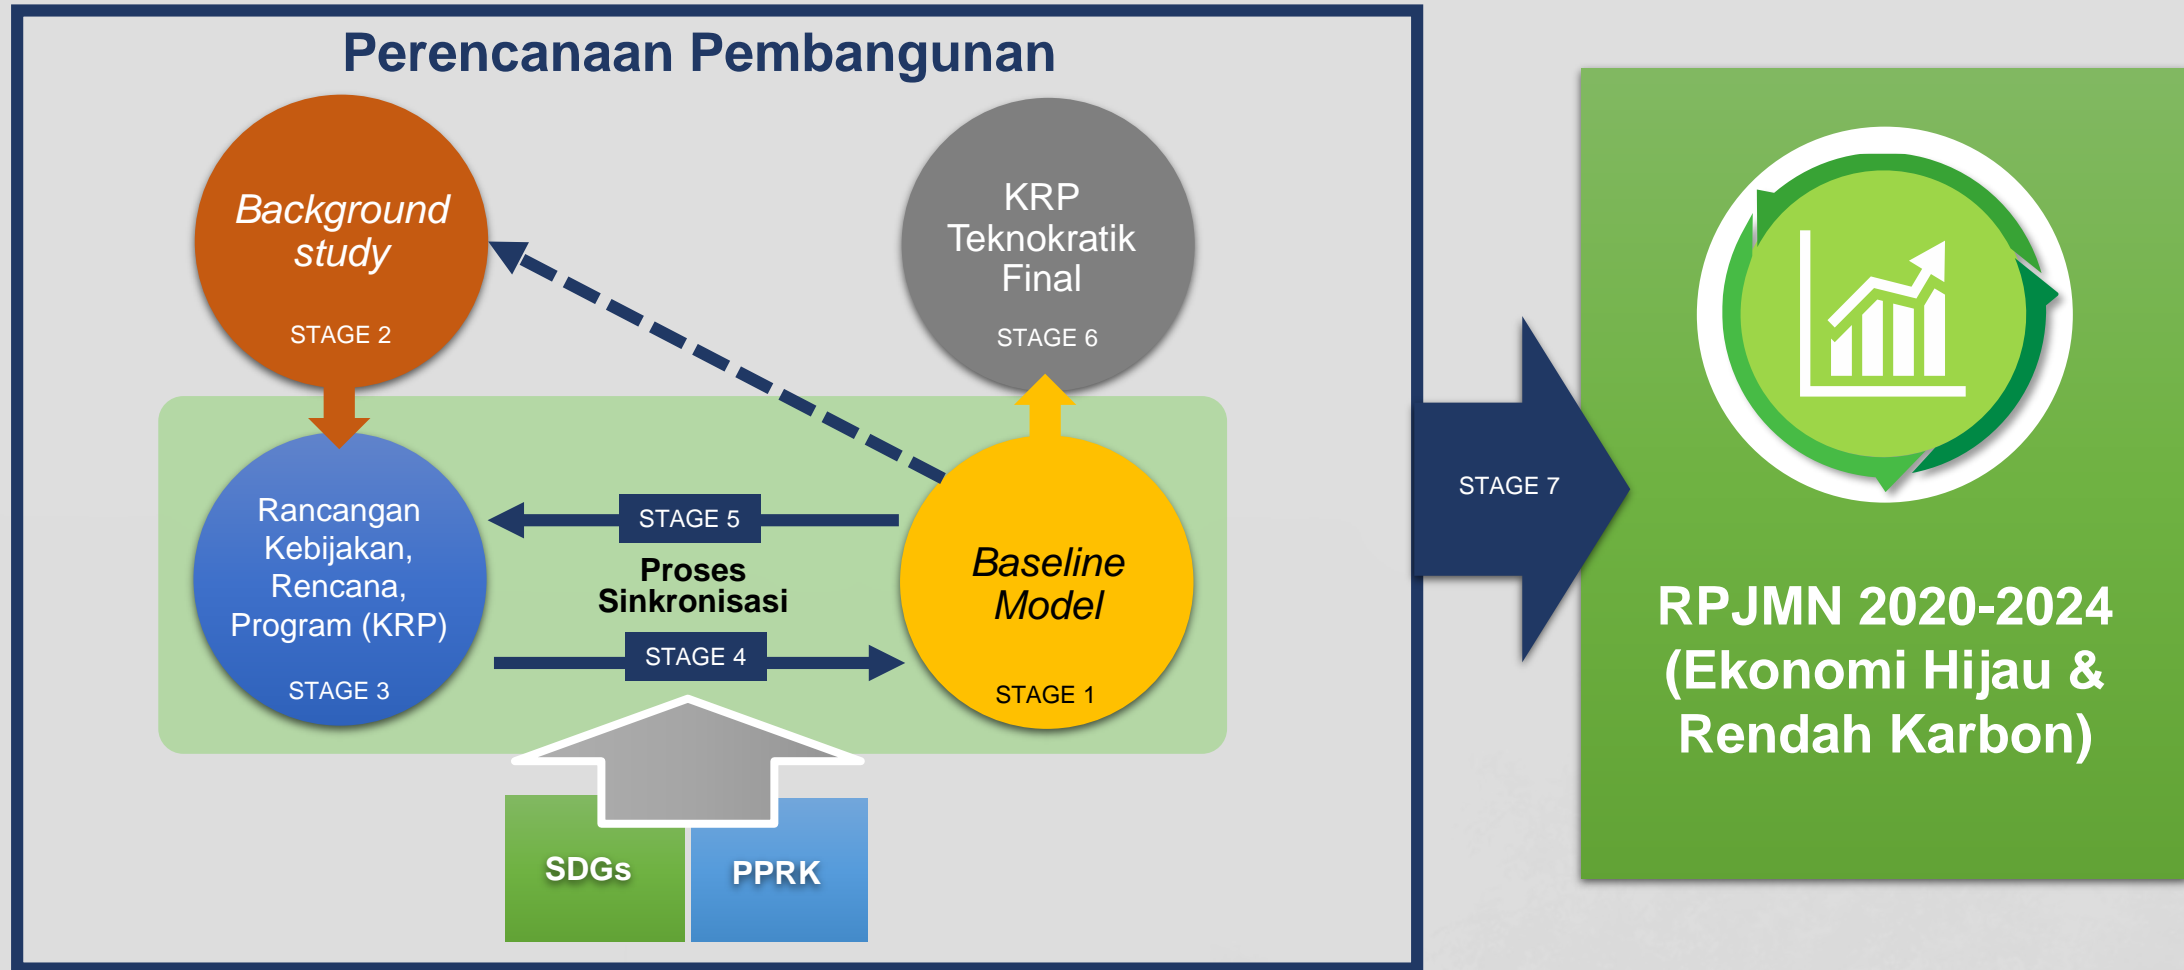 Perencanaan Pembangunan
Background
study
STAGE 2
KRP
Teknokratik
Final
STAGE 6
Rancangan
Kebijakan,
Rencana,
Program (KRP)
STAGE 3
STAGE 5
Proses
Sinkronisasi
STAGE 4
Baseline
Model
STAGE 1
SDGs
PPRK
STAGE 7
RPJMN 2020-2024
(Ekonomi Hijau &
Rendah Karbon)